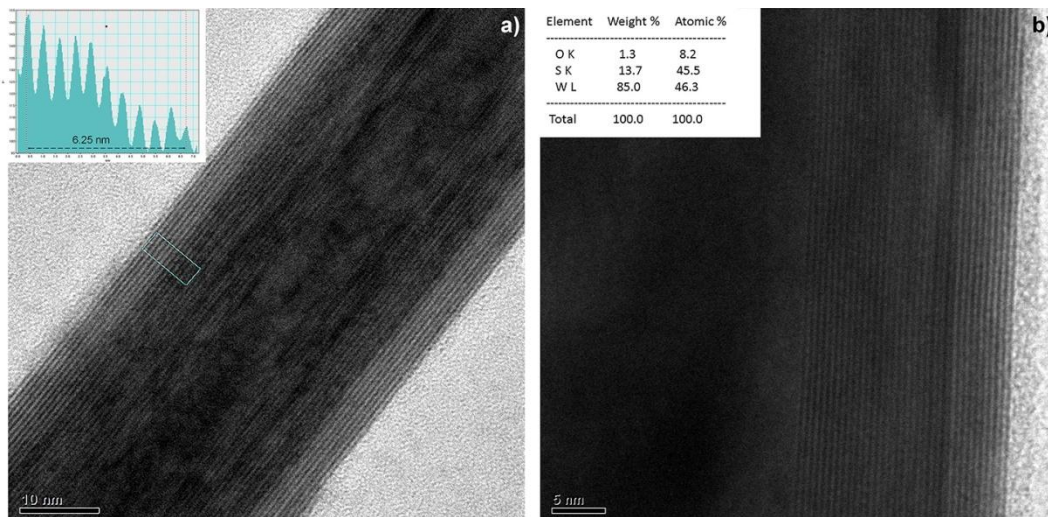 a)
6.25 nm
10 nm
b)
Element Weight % Atomic %
O K 1.3 8.2
S K 13.7 45.5
W L 85.0 46.3
Total 100.0 100.0
5 nm